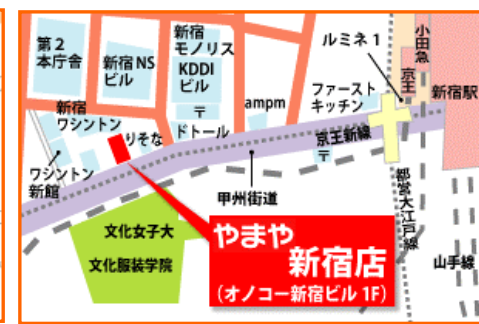 第2
本庁舎
新宿NS
ビル
新宿
モノリス
KDDI
ビル
〒
ルミネ1
小田急
京王
新宿駅
新宿
ワシントン
りそな
ドトール
ampm
ファースト
キッチン
京王新線
〒
ワシントン
新館
甲州街道
都営大江戸線
山手線
文化女子大
文化服装学院
やまや
新宿店
(オノコー新宿ビル 1F)